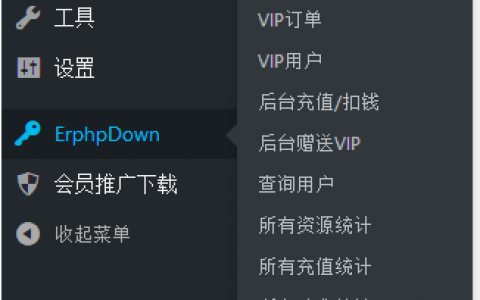 工具
设置
ErphpDown
会员推广下载
收起菜单
VIP订单
VIP用户
后台充值/扣钱
后台赠送VIP
查询用户
所有资源统计
所有充值统计